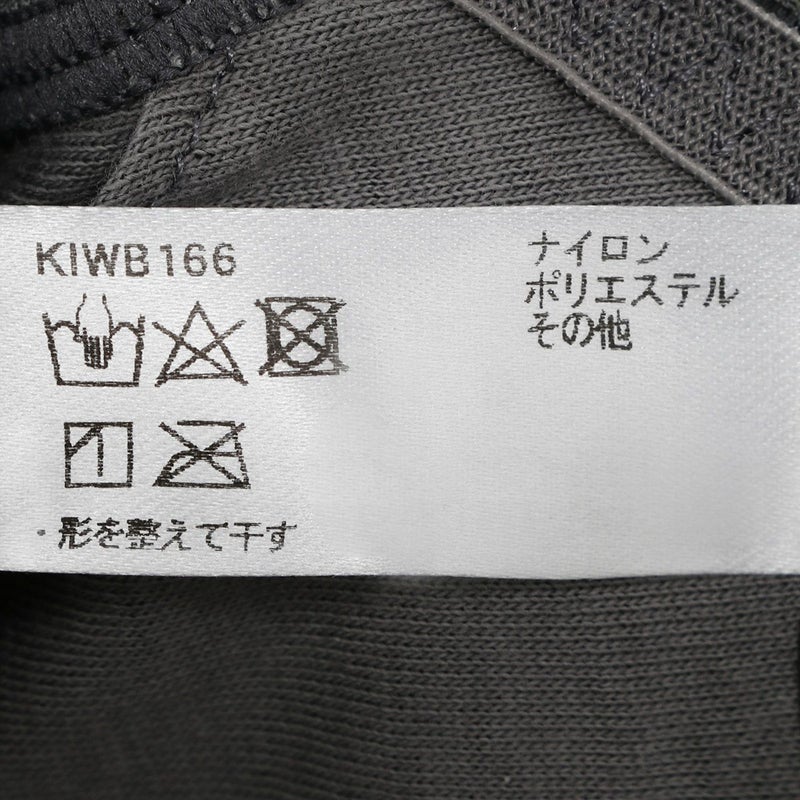 KIWB166
ナイロン
ポリエステル
その他
・形を整えて干す